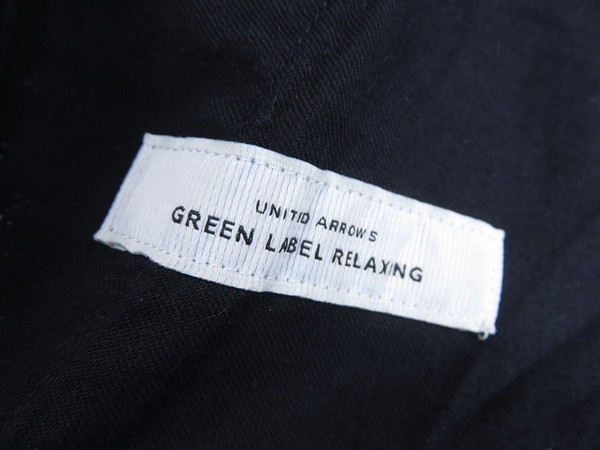 UNITED ARROWS
GREEN LABEL RELAXING